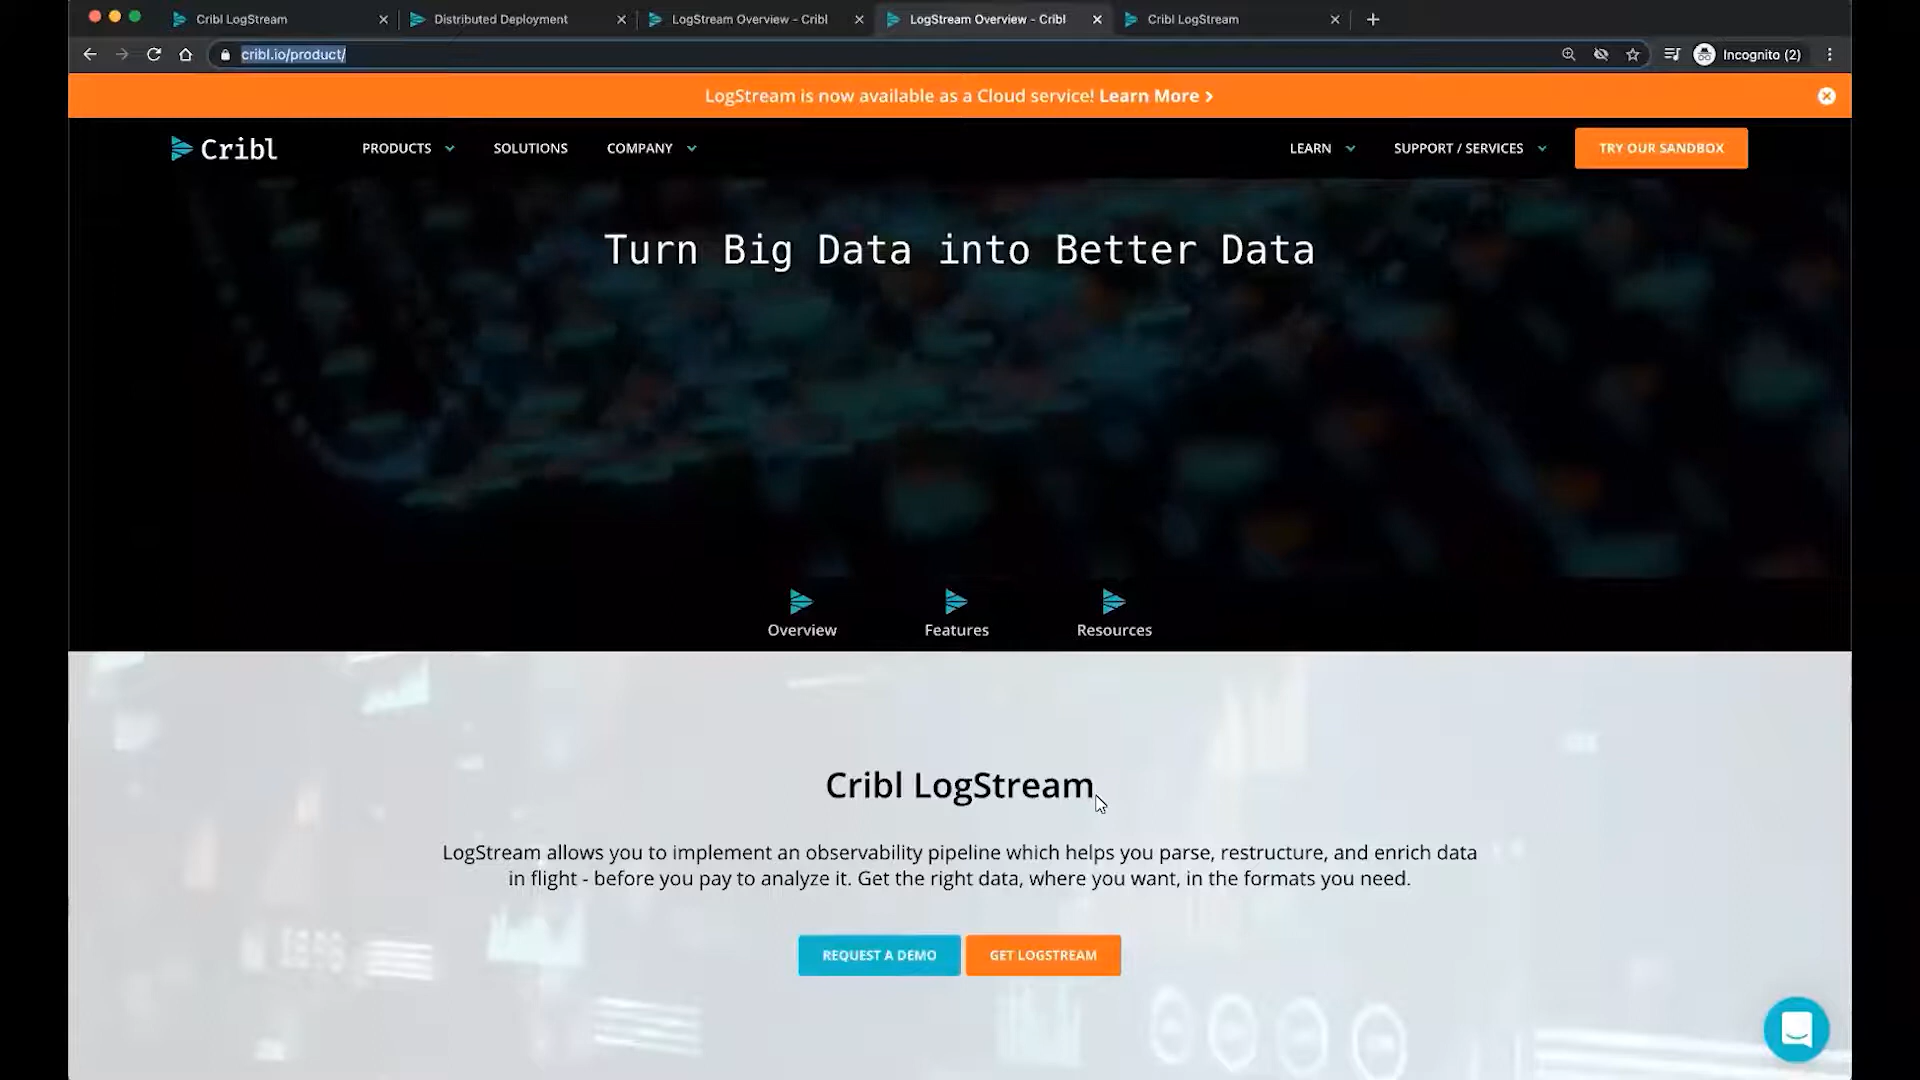 Cribl LogStream
Distributed Deployment
LogStream Overview - Cribl
LogStream Overview - Cribl
Cribl LogStream
cribl.io/product/
Incognito (2)
LogStream is now available as a Cloud service! Learn More
Cribl
PRODUCTS
SOLUTIONS
COMPANY
LEARN
SUPPORT / SERVICES
TRY OUR SANDBOX
Turn Big Data into Better Data
Overview
Features
Resources
Cribl LogStream
LogStream allows you to implement an observability pipeline which helps you parse, restructure, and enrich data
in flight - before you pay to analyze it. Get the right data, where you want, in the formats you need.
REQUEST A DEMO
GET LOGSTREAM